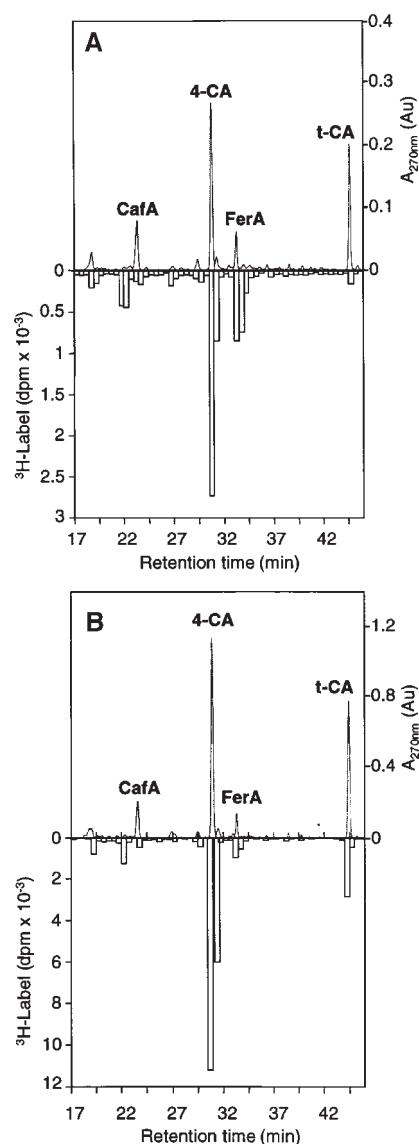 A
0.4
0.3
0.2
0.1
0
A270nm (Au)
4-CA
t-CA
CafA
FerA
0
0.5
1
1.5
2
2.5
3
³H-Label (dpm x 10⁻³)
17 22 27 32 37 42
Retention time (min)
B
1.2
0.8
0.4
0
A270nm (Au)
4-CA
t-CA
CafA
FerA
0
2
4
6
8
10
12
³H-Label (dpm x 10⁻³)
17 22 27 32 37 42
Retention time (min)